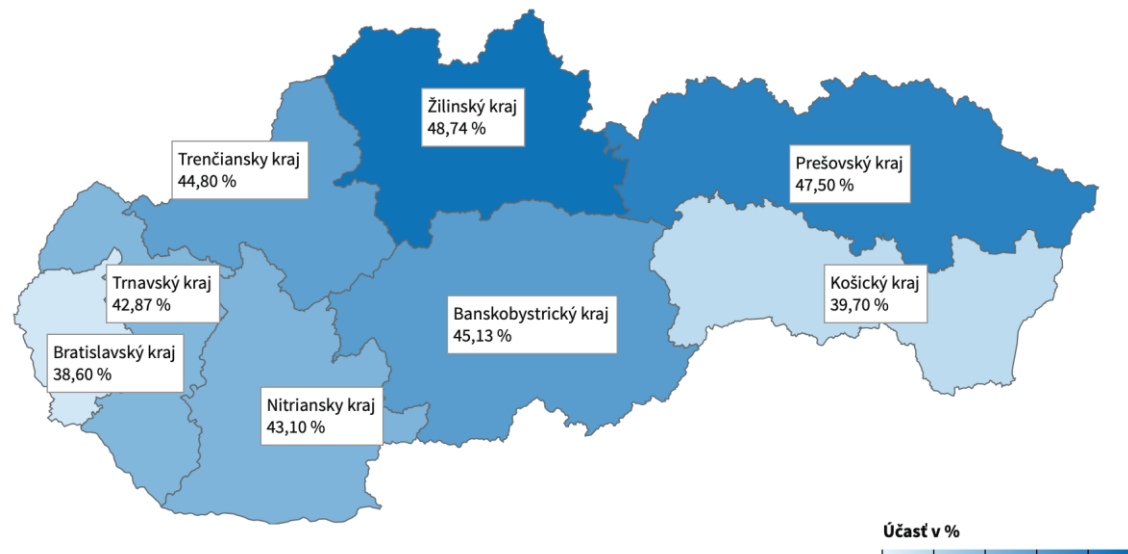 Žilinský kraj
48,74 %
Trenčiansky kraj
44,80 %
Prešovský kraj
47,50 %
Trnavský kraj
42,87 %
Košický kraj
39,70 %
Banskobystrický kraj
45,13 %
Bratislavský kraj
38,60 %
Nitriansky kraj
43,10 %
Účasť v %